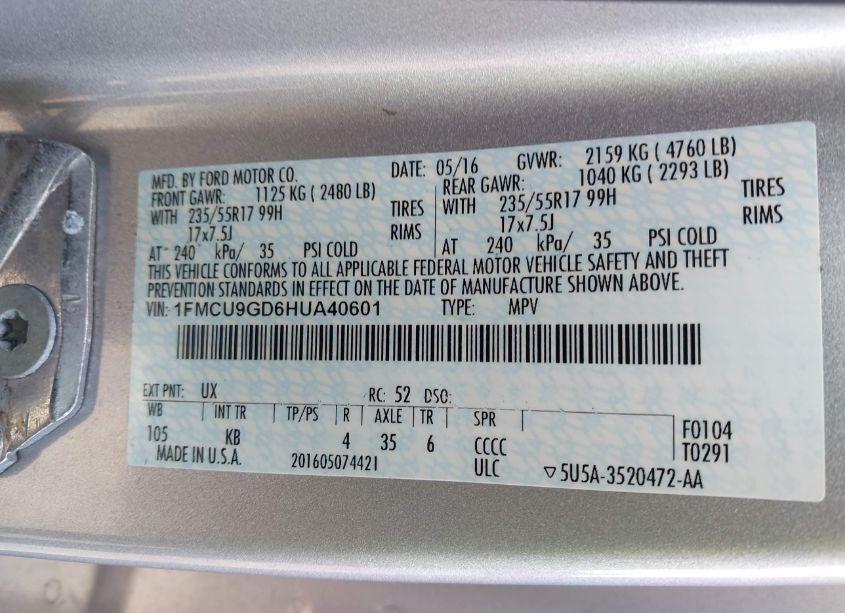 MFD. BY FORD MOTOR CO. DATE: 05/16 GVWR: 2159 KG ( 4760 LB)
FRONT GAWR: 1125 KG ( 2480 LB) REAR GAWR: 1040 KG ( 2293 LB)
WITH 235/55R17 99H TIRES WITH 235/55R17 99H TIRES
17x7.5J RIMS 17x7.5J RIMS
AT 240 kPa/ 35 PSI COLD AT 240 kPa/ 35 PSI COLD
THIS VEHICLE CONFORMS TO ALL APPLICABLE FEDERAL MOTOR VEHICLE SAFETY AND THEFT
PREVENTION STANDARDS IN EFFECT ON THE DATE OF MANUFACTURE SHOWN ABOVE.
VIN: 1FMCU9GD6HUA40601 TYPE: MPV
EXT PNT: UX RC: 52 DSO:
WB INT TR TP/PS R AXLE TR SPR F0104
105 KB 4 35 6 CCCC T0291
MADE IN U.S.A. 201605074421 ULC ▽5U5A-3520472-AA